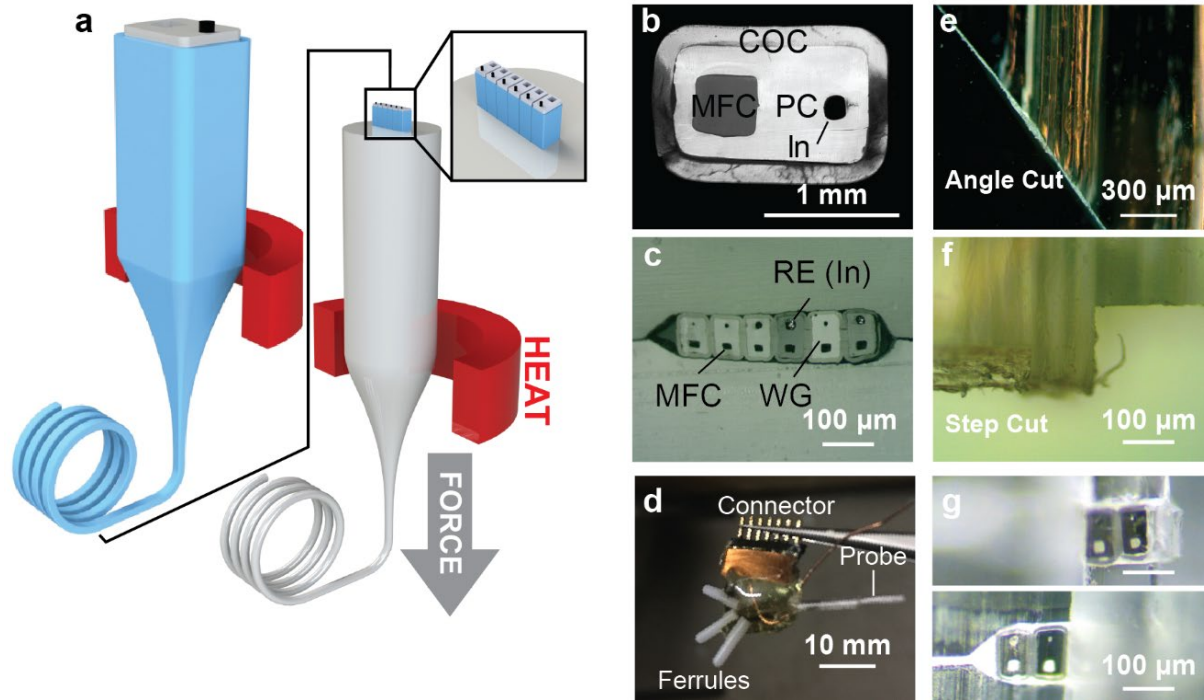 a
HEAT
FORCE
b
COC
MFC
PC
In
1 mm
c
RE (In)
MFC
WG
100 µm
d
Connector
Probe
10 mm
Ferrules
e
Angle Cut
300 µm
f
Step Cut
100 µm
g
100 µm